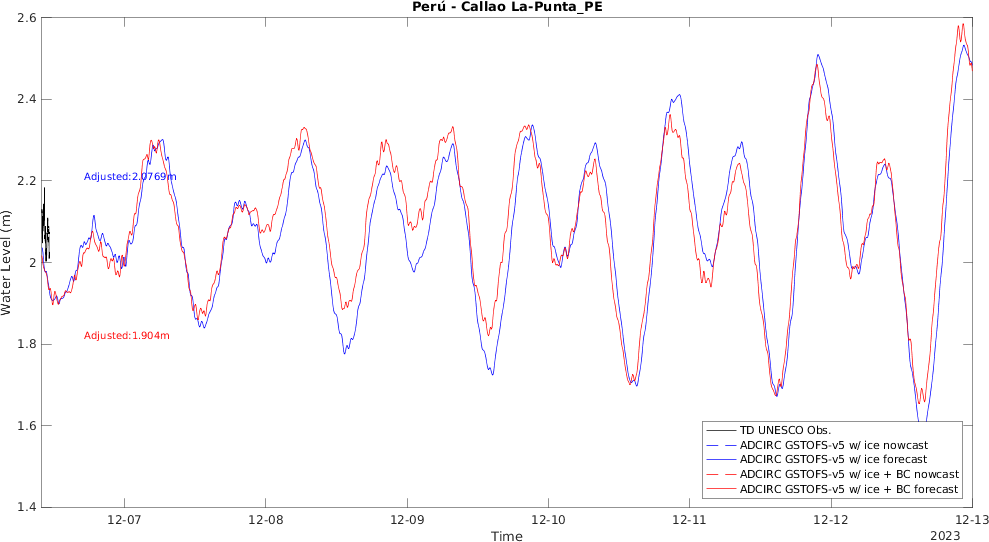 Perú - Callao La-Punta_PE
2.6
2.4
2.2
2
1.8
1.6
1.4
Water Level (m)
Adjusted:2.0769m
Adjusted:1.904m
TD UNESCO Obs.
ADCIRC GSTOFS-v5 w/ ice nowcast
ADCIRC GSTOFS-v5 w/ ice forecast
ADCIRC GSTOFS-v5 w/ ice + BC nowcast
ADCIRC GSTOFS-v5 w/ ice + BC forecast
12-07 12-08 12-09 12-10 12-11 12-12 12-13
Time
2023